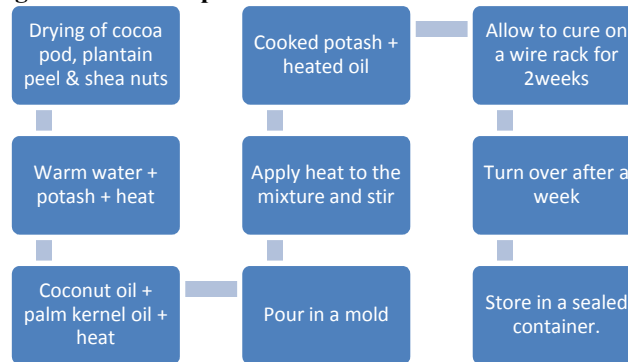 Drying of cocoa
pod, plantain
peel & shea nuts
Warm water +
potash + heat
Coconut oil +
palm kernel oil +
heat
Pour in a mold
Apply heat to the
mixture and stir
Cooked potash +
heated oil
Allow to cure on
a wire rack for
2weeks
Turn over after a
week
Store in a sealed
container.